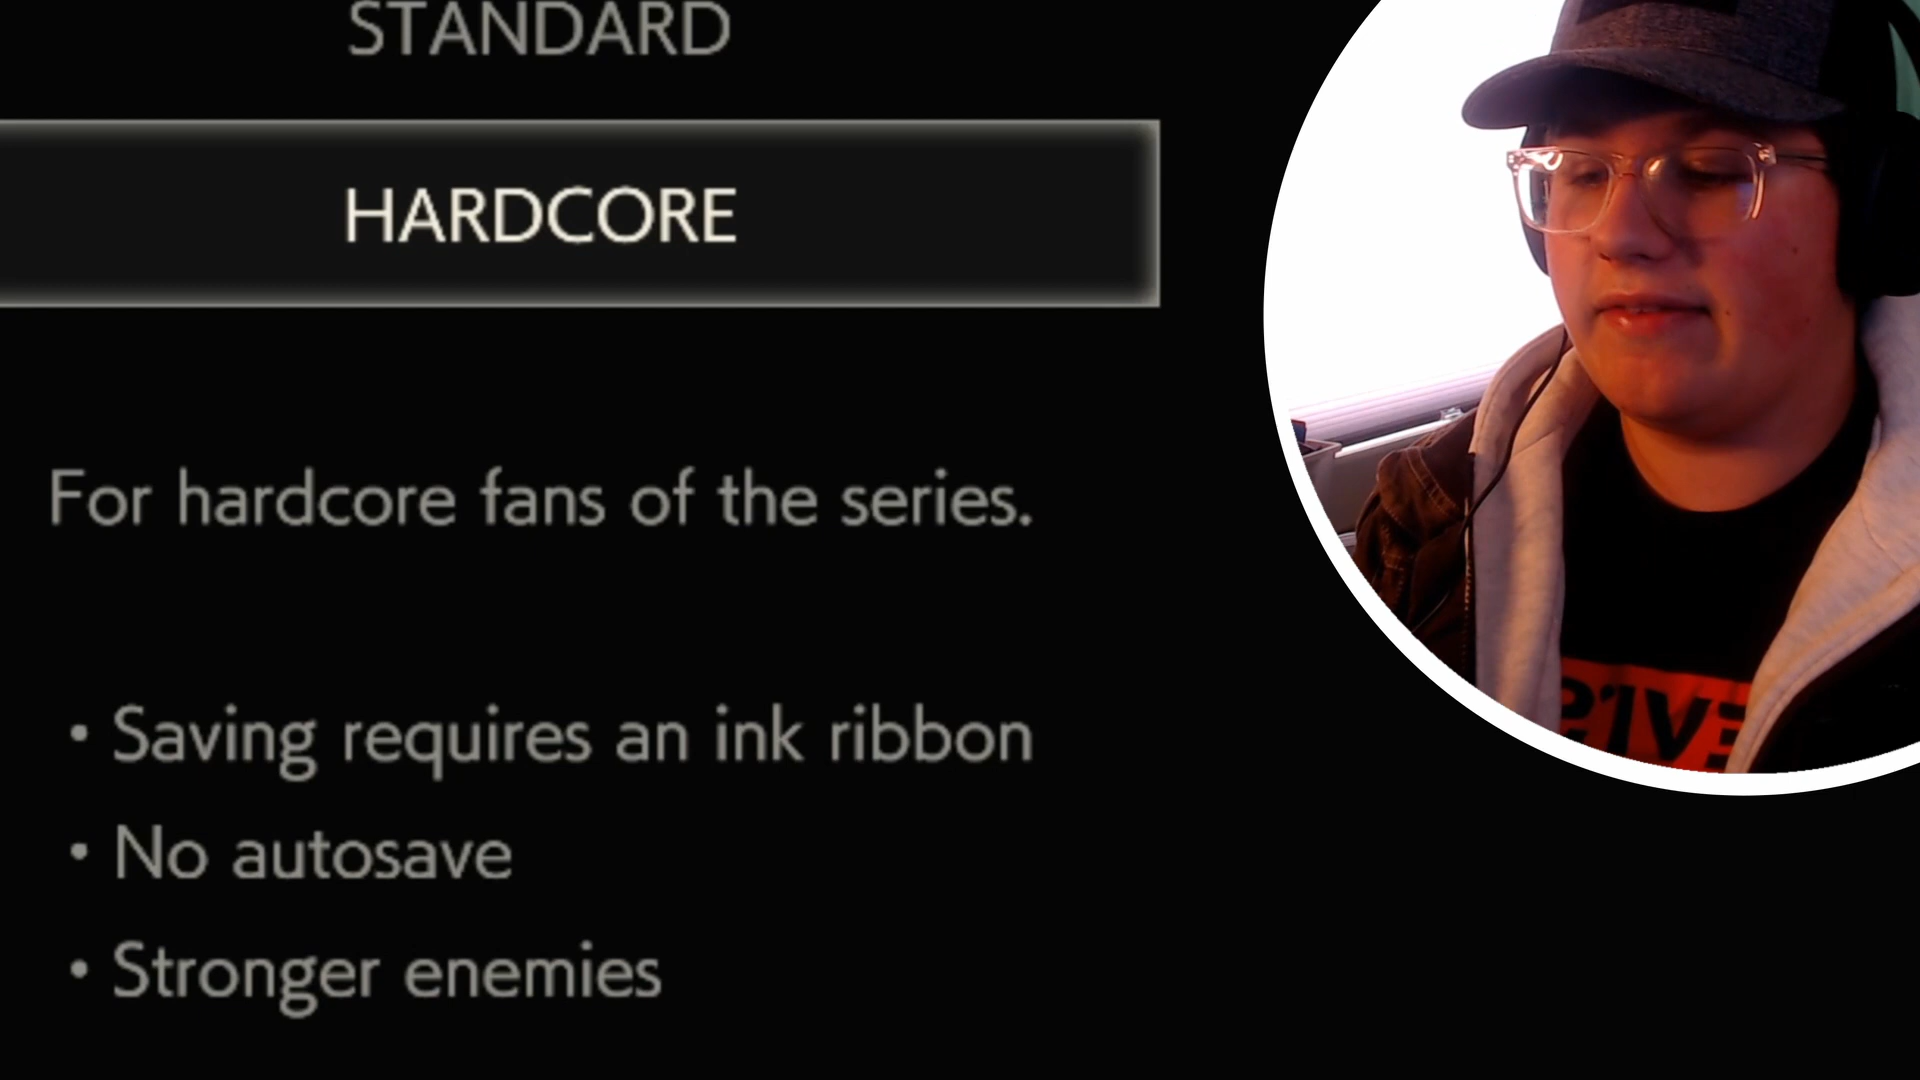 STANDARD
HARDCORE
For hardcore fans of the series.
• Saving requires an ink ribbon
• No autosave
• Stronger enemies